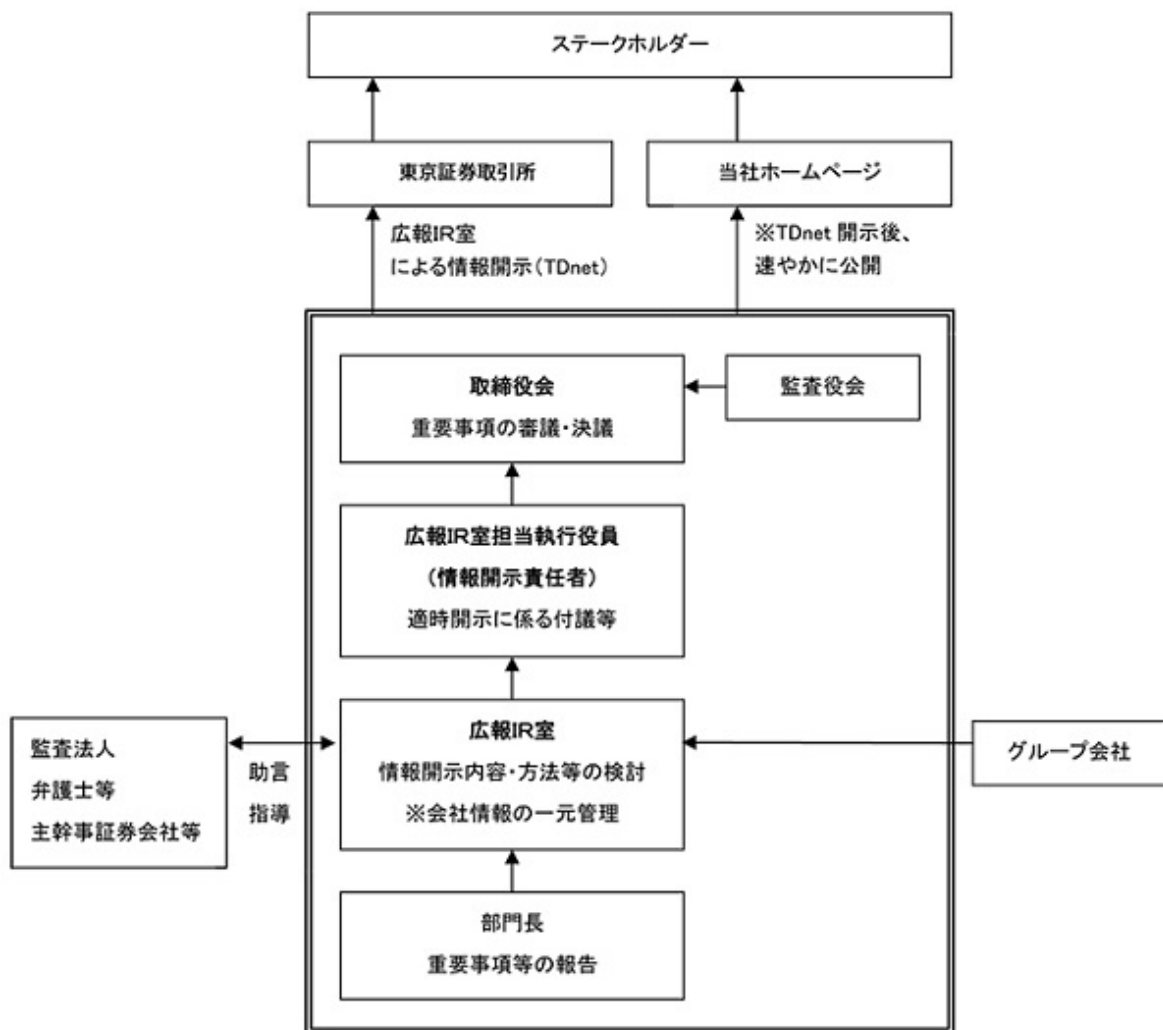 ステークホルダー
東京証券取引所
当社ホームページ
広報IR室
による情報開示(TDnet)
※TDnet 開示後、
速やかに公開
取締役会
重要事項の審議・決議
監査役会
広報IR室担当執行役員
(情報開示責任者)
適時開示に係る付議等
監査法人
弁護士等
主幹事証券会社等
助言
指導
広報IR室
情報開示内容・方法等の検討
※会社情報の一元管理
グループ会社
部門長
重要事項等の報告